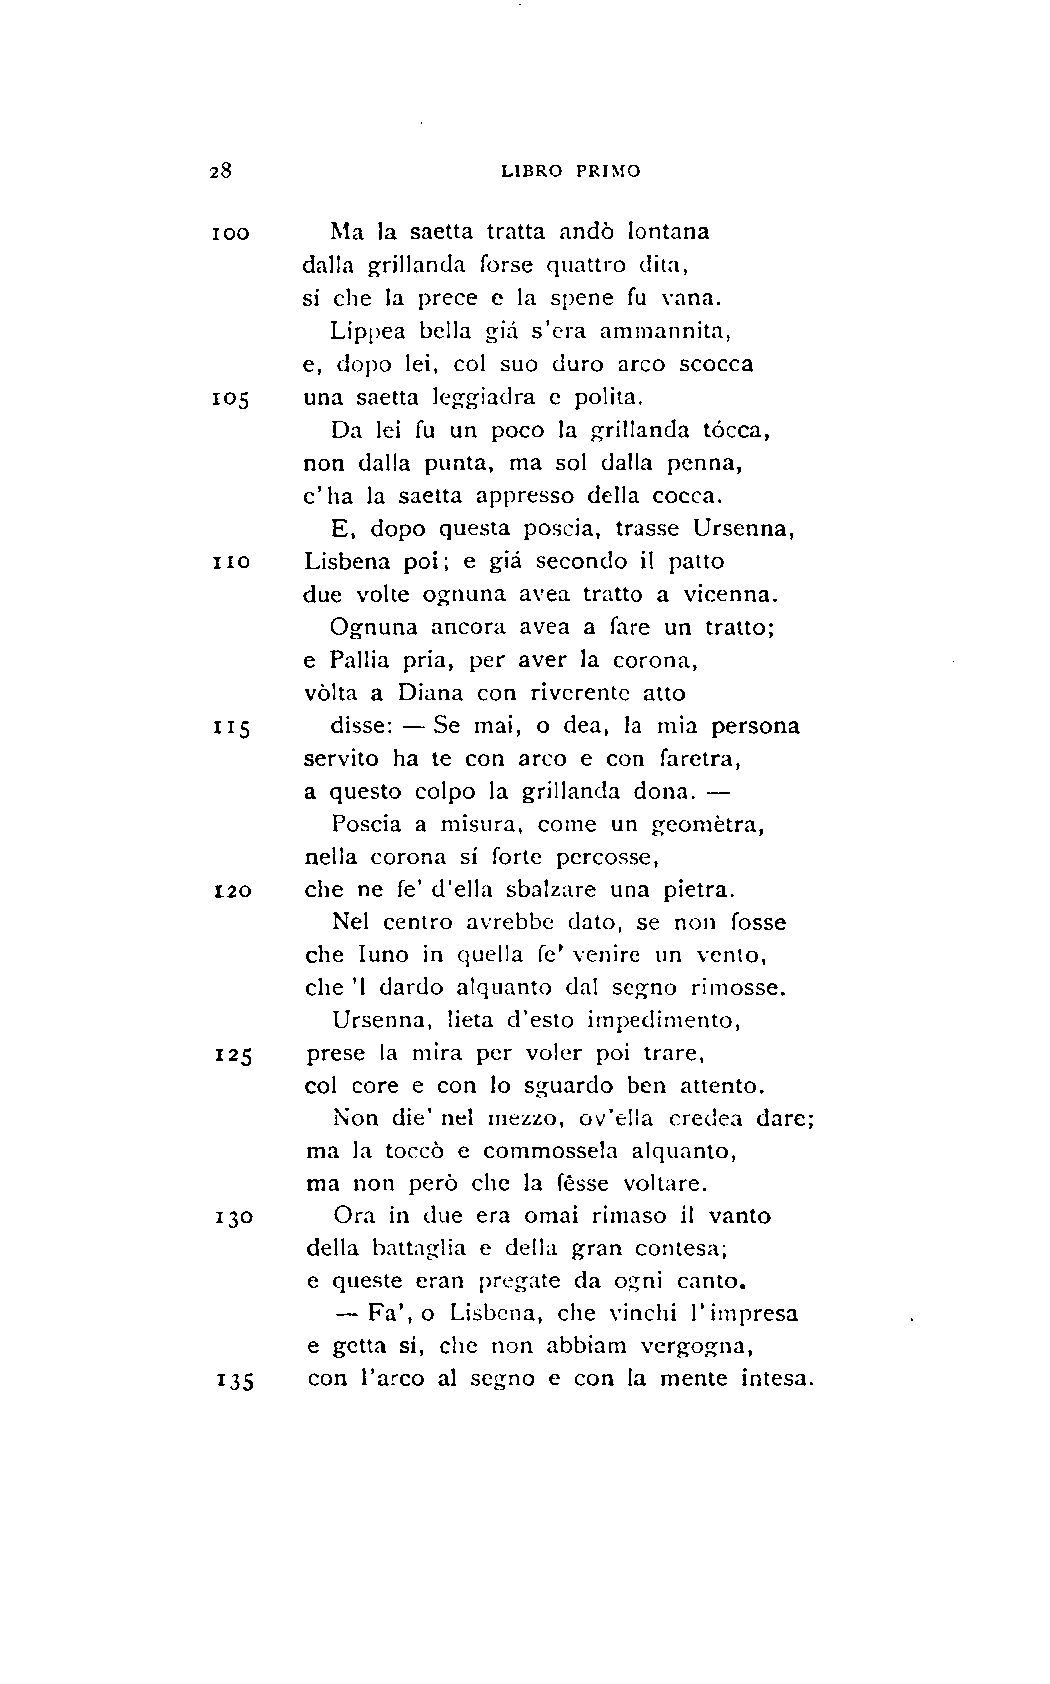 28 LIBRO PRIMO
100 Ma la saetta tratta andò lontana
dalla grillanda forse quattro dita,
sí che la prece e la spene fu vana.
Lippea bella giá s'era ammannita,
e, dopo lei, col suo duro arco scocca
105 una saetta leggiadra e polita.
Da lei fu un poco la grillanda tócca,
non dalla punta, ma sol dalla penna,
c'ha la saetta appresso della cocca.
E, dopo questa poscia, trasse Ursenna,
110 Lisbena poi; e giá secondo il patto
due volte ognuna avea tratto a vicenna.
Ognuna ancora avea a fare un tratto;
e Pallia pria, per aver la corona,
vòlta a Diana con riverente atto
115 disse: — Se mai, o dea, la mia persona
servito ha te con arco e con faretra,
a questo colpo la grillanda dona. —
Poscia a misura, come un geomètra,
nella corona sí forte percosse,
120 che ne fe' d'ella sbalzare una pietra.
Nel centro avrebbe dato, se non fosse
che Iuno in quella fe' venire un vento,
che 'l dardo alquanto dal segno rimosse.
Ursenna, lieta d'esto impedimento,
125 prese la mira per voler poi trare,
col core e con lo sguardo ben attento.
Non die' nel mezzo, ov'ella credea dare;
ma la toccò e commossela alquanto,
ma non però che la fésse voltare.
130 Ora in due era omai rimaso il vanto
della battaglia e della gran contesa;
e queste eran pregate da ogni canto.
— Fa', o Lisbena, che vinchi l'impresa
e getta sí, che non abbiam vergogna,
135 con l'arco al segno e con la mente intesa.